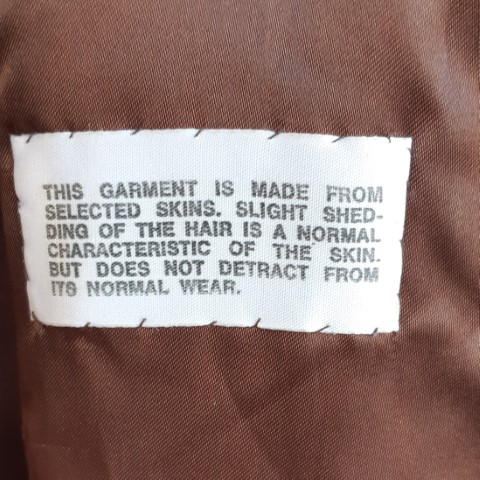 THIS GARMENT IS MADE FROM
SELECTED SKINS. SLIGHT SHED-
DING OF THE HAIR IS A NORMAL
CHARACTERISTIC OF THE SKIN.
BUT DOES NOT DETRACT FROM
ITS NORMAL WEAR.